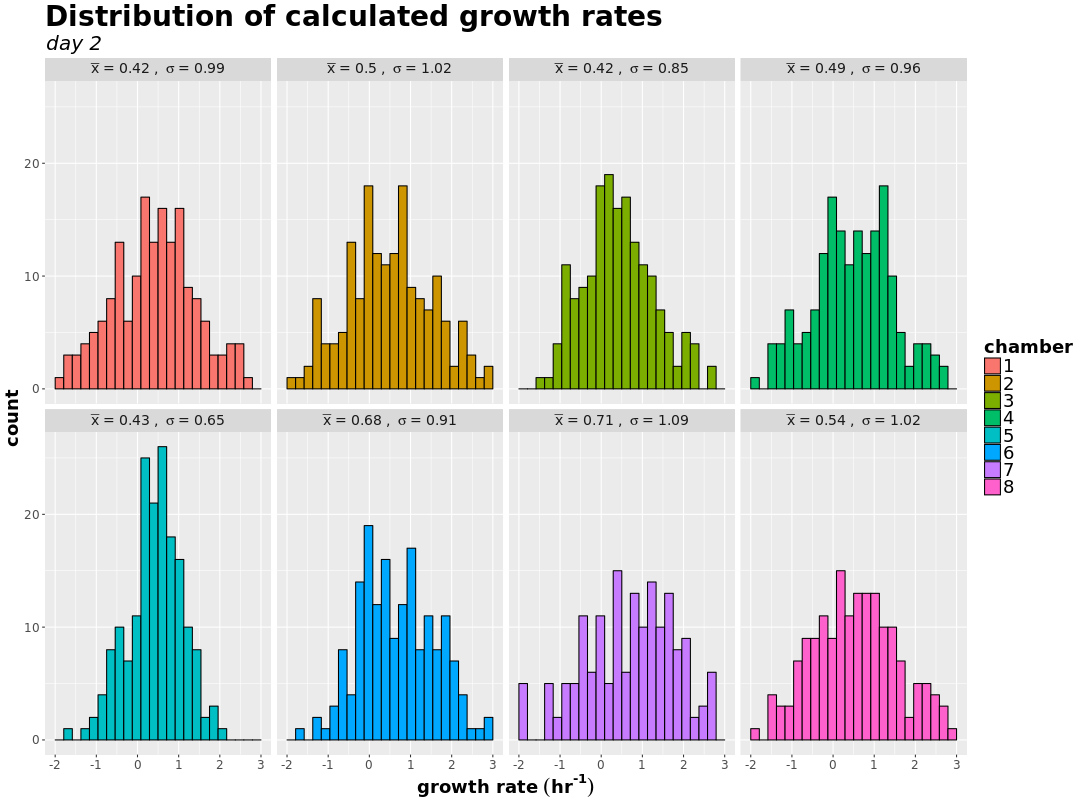 Distribution of calculated growth rates
day 2
x̅ = 0.42 , σ = 0.99
x̅ = 0.5 , σ = 1.02
x̅ = 0.42 , σ = 0.85
x̅ = 0.49 , σ = 0.96
20
10
0
x̅ = 0.43 , σ = 0.65
x̅ = 0.68 , σ = 0.91
x̅ = 0.71 , σ = 1.09
x̅ = 0.54 , σ = 1.02
20
10
0
-2 -1 0 1 2 3
-2 -1 0 1 2 3
-2 -1 0 1 2 3
-2 -1 0 1 2 3
count
growth rate (hr⁻¹)
chamber
1
2
3
4
5
6
7
8